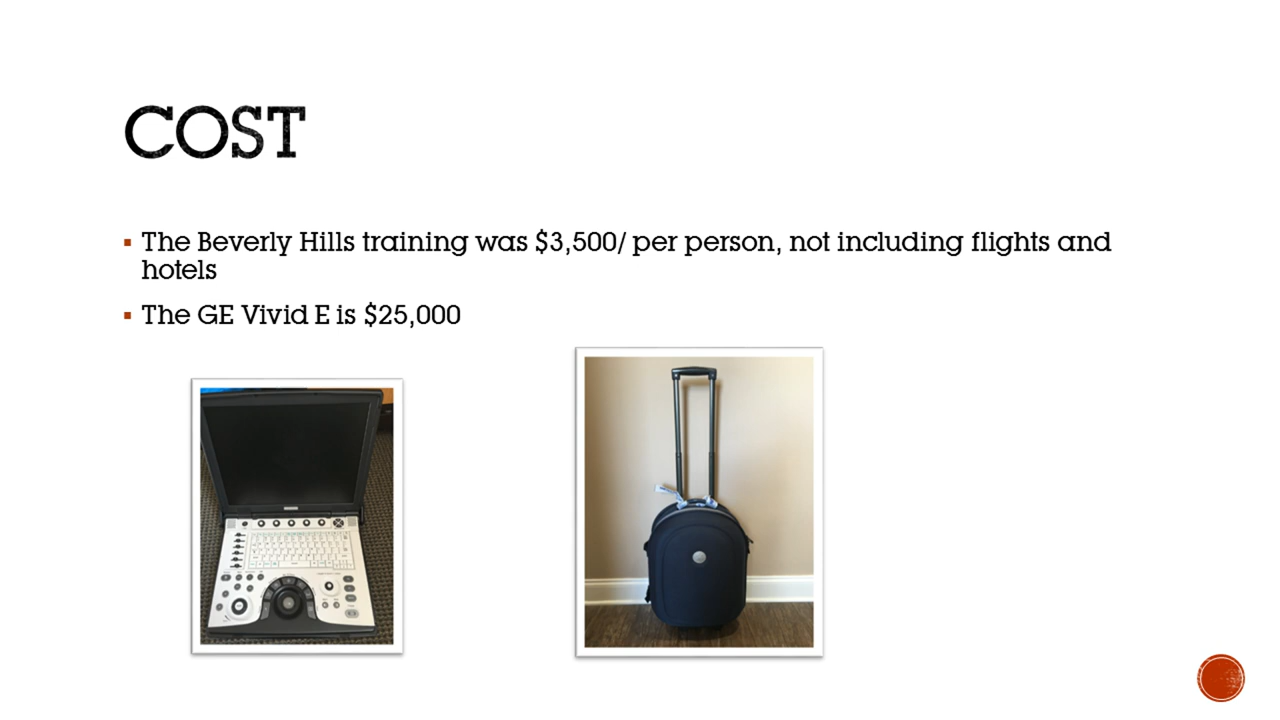 COST
▪ The Beverly Hills training was $3,500/ per person, not including flights and
hotels
▪ The GE Vivid E is $25,000